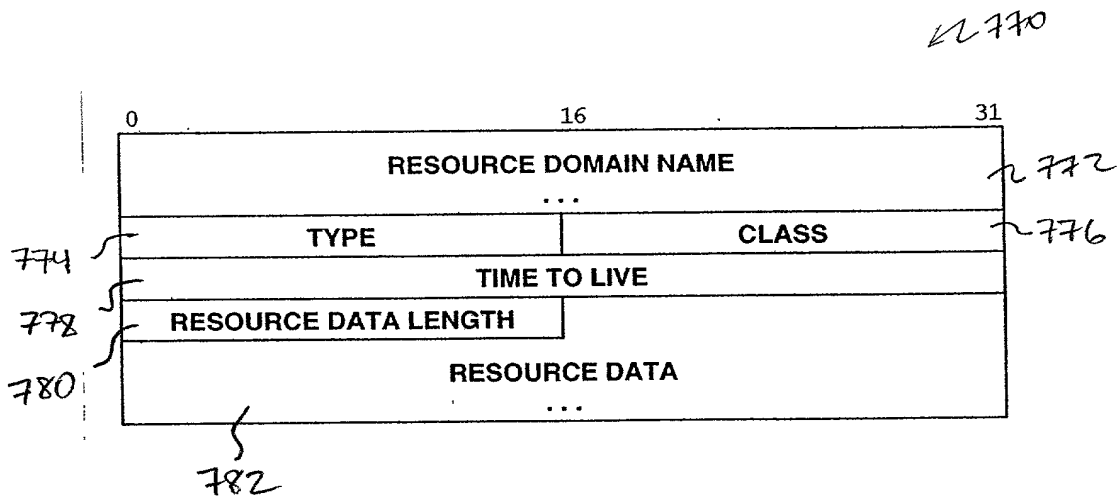 770
0 16 31
RESOURCE DOMAIN NAME
...
772
774 TYPE CLASS 776
TIME TO LIVE
778
RESOURCE DATA LENGTH
780
RESOURCE DATA
...
782